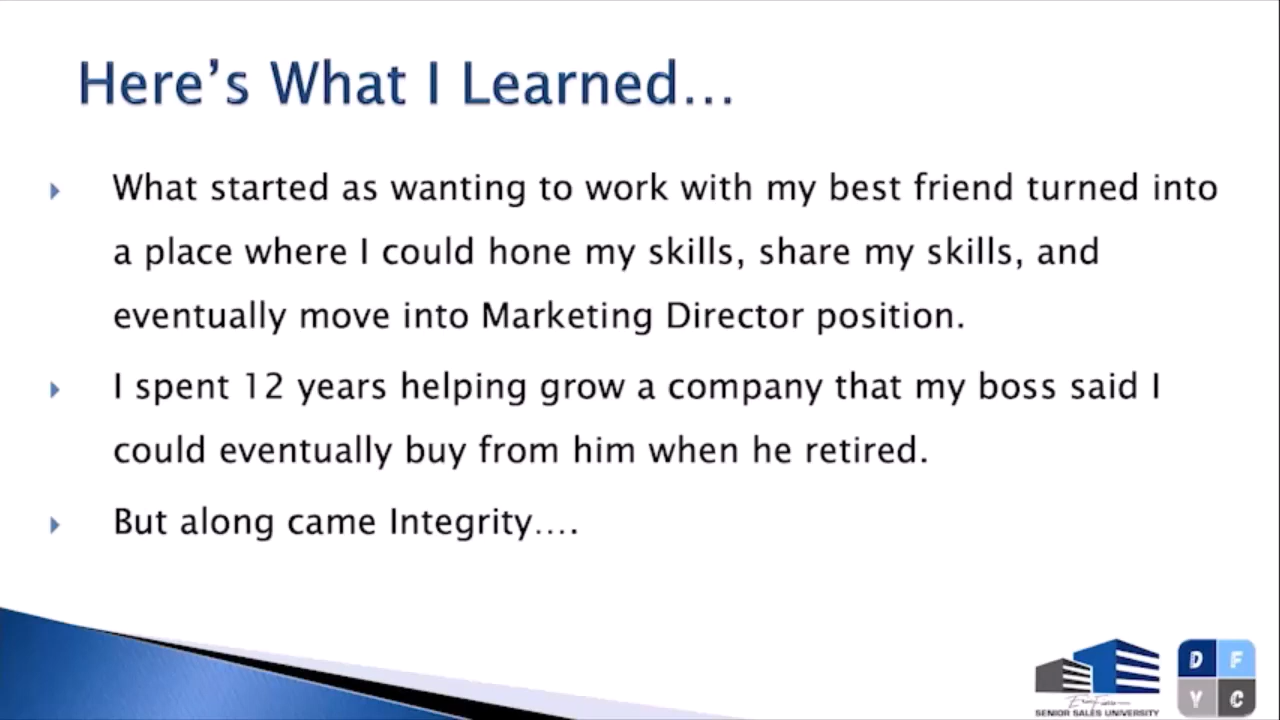 Here's What I Learned...
What started as wanting to work with my best friend turned into
a place where I could hone my skills, share my skills, and
eventually move into Marketing Director position.
I spent 12 years helping grow a company that my boss said I
could eventually buy from him when he retired.
But along came Integrity....
D F
Y C
SENIOR SALES UNIVERSITY